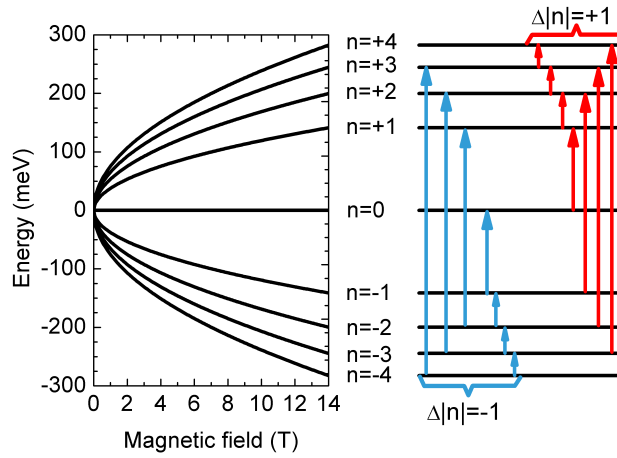 Δ|n|=+1
300
200
100
0
-100
-200
-300
Energy (meV)
0 2 4 6 8 10 12 14
Magnetic field (T)
n=+4
n=+3
n=+2
n=+1
n=0
n=-1
n=-2
n=-3
n=-4
Δ|n|=-1